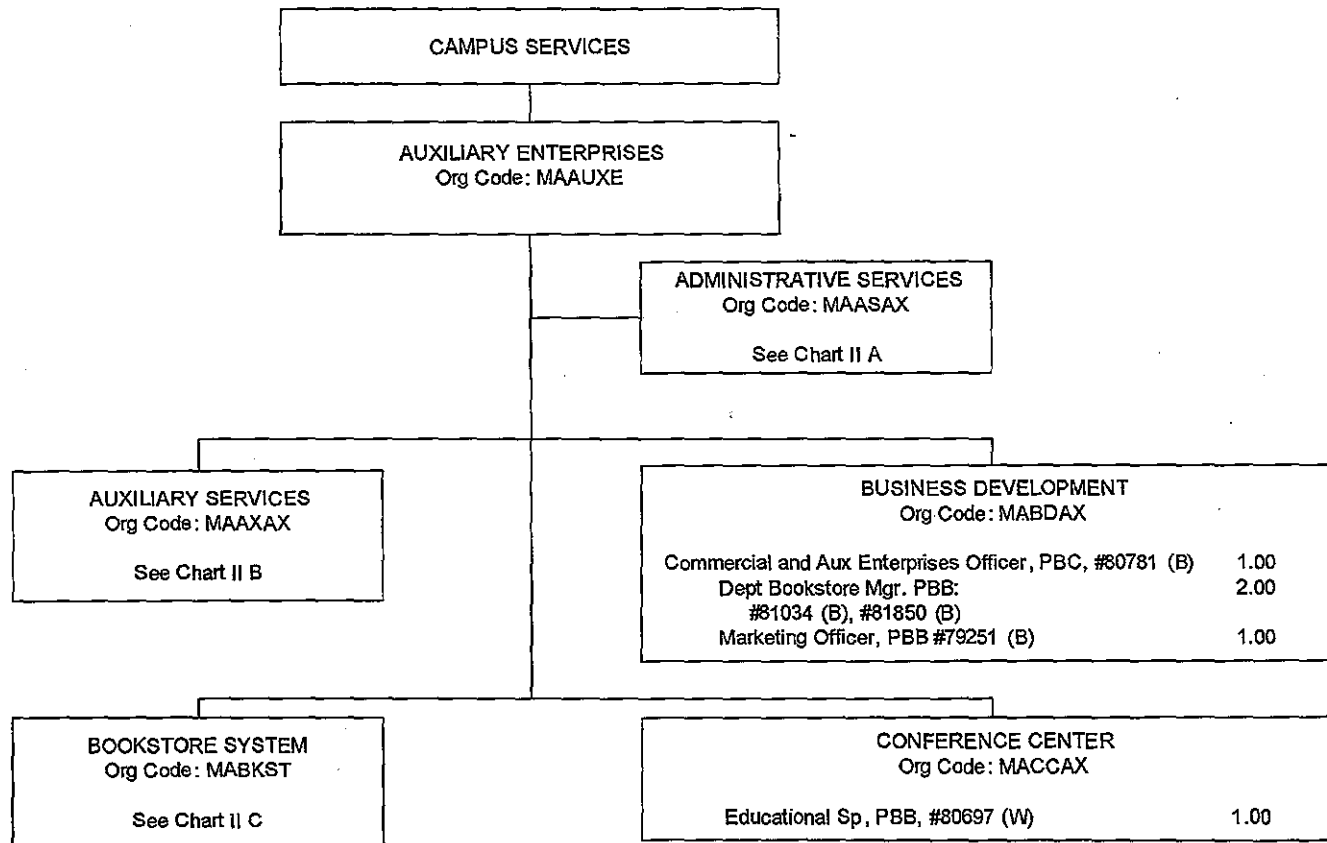 CAMPUS SERVICES
AUXILIARY ENTERPRISES
Org Code: MAAUXE
ADMINISTRATIVE SERVICES
Org Code: MAASAX
See Chart II A
AUXILIARY SERVICES
Org Code: MAAXAX
See Chart II B
BUSINESS DEVELOPMENT
Org Code: MABDAX
Commercial and Aux Enterprises Officer, PBC, #80781 (B) 1.00
Dept Bookstore Mgr. PBB: 2.00
#81034 (B), #81850 (B)
Marketing Officer, PBB #79251 (B) 1.00
BOOKSTORE SYSTEM
Org Code: MABKST
See Chart II C
CONFERENCE CENTER
Org Code: MACCAX
Educational Sp, PBB, #80697 (W) 1.00